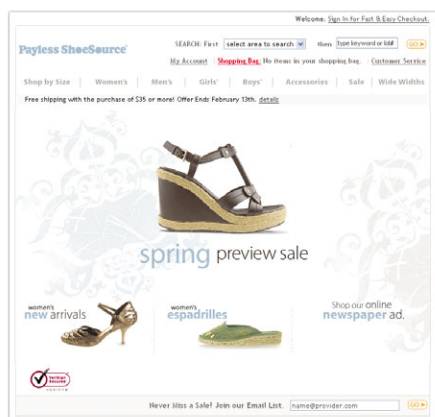 Welcome. Sign In for Fast & Easy Checkout.
Payless ShoeSource
SEARCH: First select area to search then type keyword or lot# GO
My Account Shopping Bag: No items in your shopping bag. Customer Service
Shop by Size Women's Men's Girls' Boys' Accessories Sale Wide Widths
Free shipping with the purchase of $35 or more! Offer Ends February 13th. details
spring preview sale
women's
new arrivals
women's
espadrilles
Shop our online
newspaper ad.
VeriSign
Secured
Never Miss a Sale! Join our Email List. name@provider.com GO